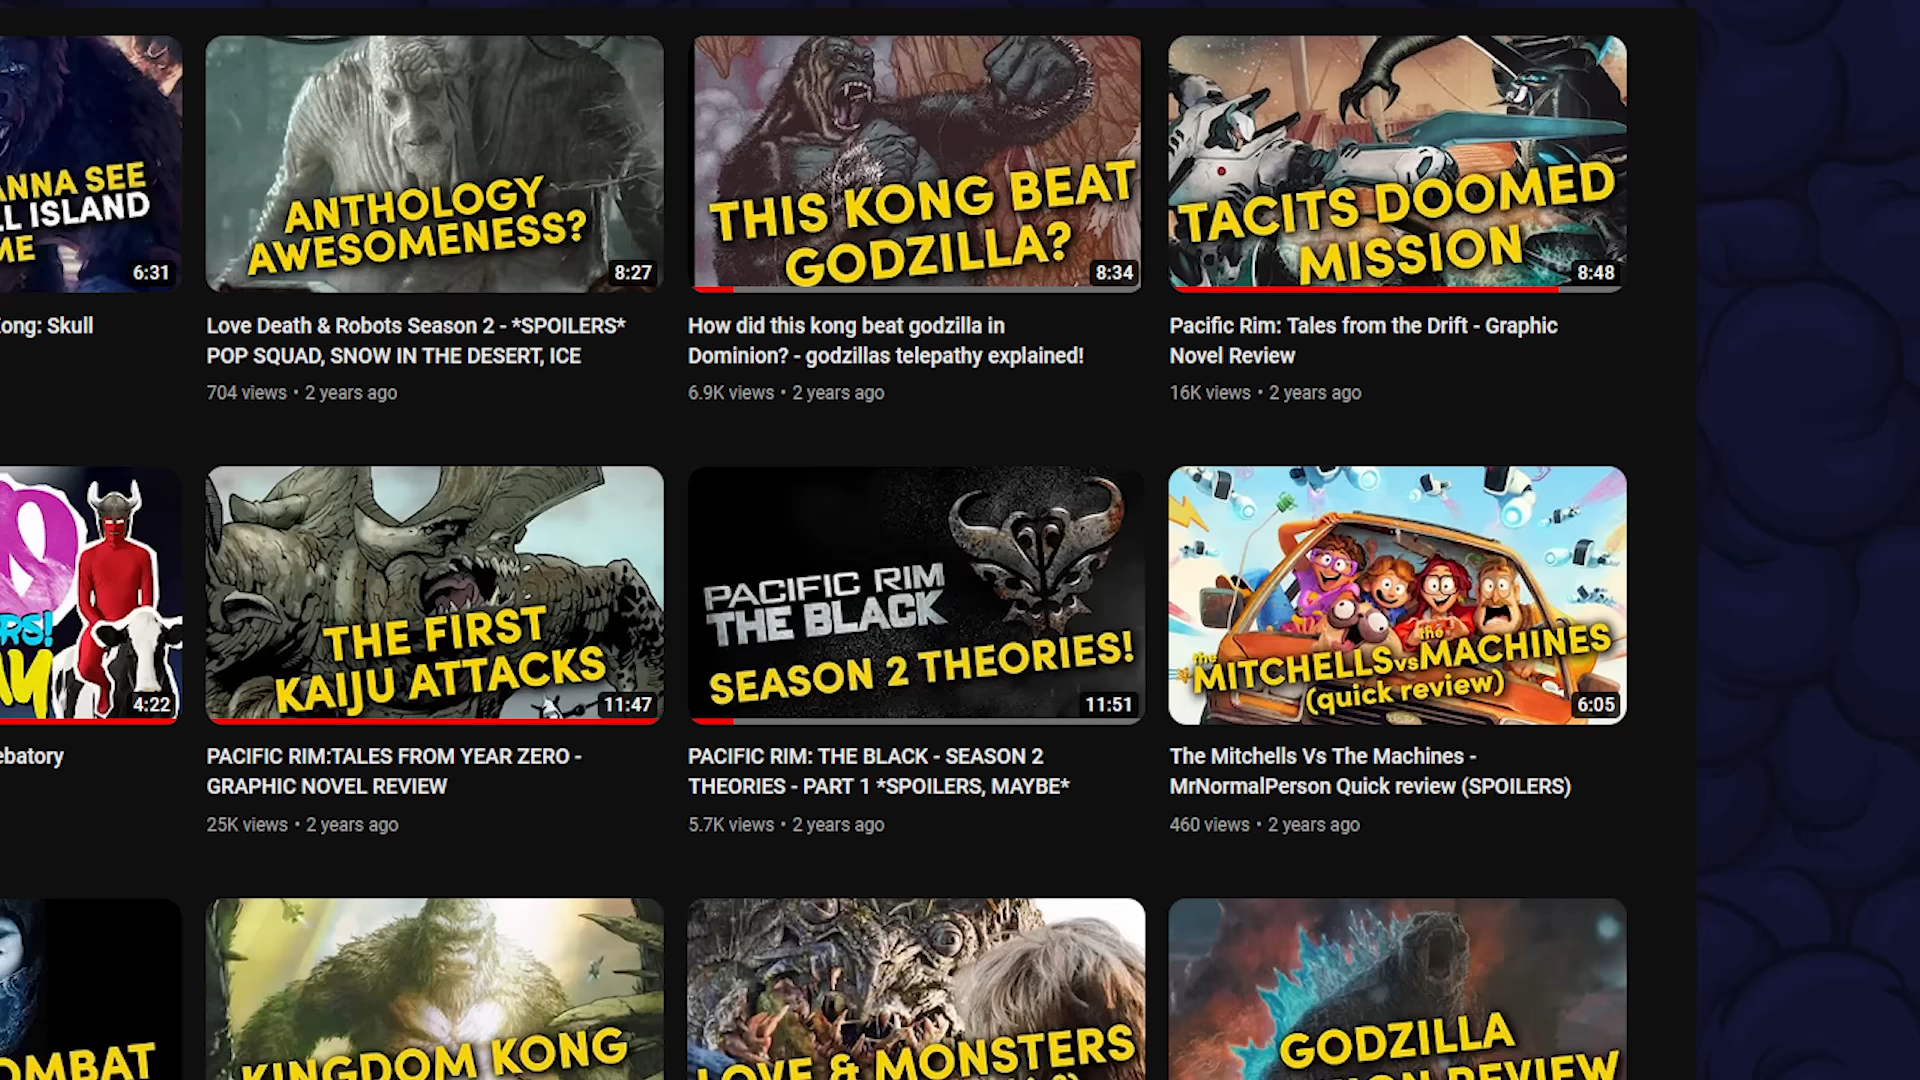 ANNA SEE
LL ISLAND
ME
6:31
ong: Skull
ANTHOLOGY
AWESOMENESS?
8:27
Love Death & Robots Season 2 - *SPOILERS*
POP SQUAD, SNOW IN THE DESERT, ICE
704 views • 2 years ago
THIS KONG BEAT
GODZILLA?
8:34
How did this kong beat godzilla in
Dominion? - godzillas telepathy explained!
6.9K views • 2 years ago
TACITS DOOMED
MISSION
8:48
Pacific Rim: Tales from the Drift - Graphic
Novel Review
16K views • 2 years ago
RS!
AY
4:22
ebatory
THE FIRST
KAIJU ATTACKS
11:47
PACIFIC RIM:TALES FROM YEAR ZERO -
GRAPHIC NOVEL REVIEW
25K views • 2 years ago
PACIFIC RIM
THE BLACK
SEASON 2 THEORIES!
11:51
PACIFIC RIM: THE BLACK - SEASON 2
THEORIES - PART 1 *SPOILERS, MAYBE*
5.7K views • 2 years ago
the MITCHELLS vs the MACHINES
(quick review)
6:05
The Mitchells Vs The Machines -
MrNormalPerson Quick review (SPOILERS)
460 views • 2 years ago
OMBAT
KINGDOM KONG
LOVE & MONSTERS
GODZILLA
REVIEW